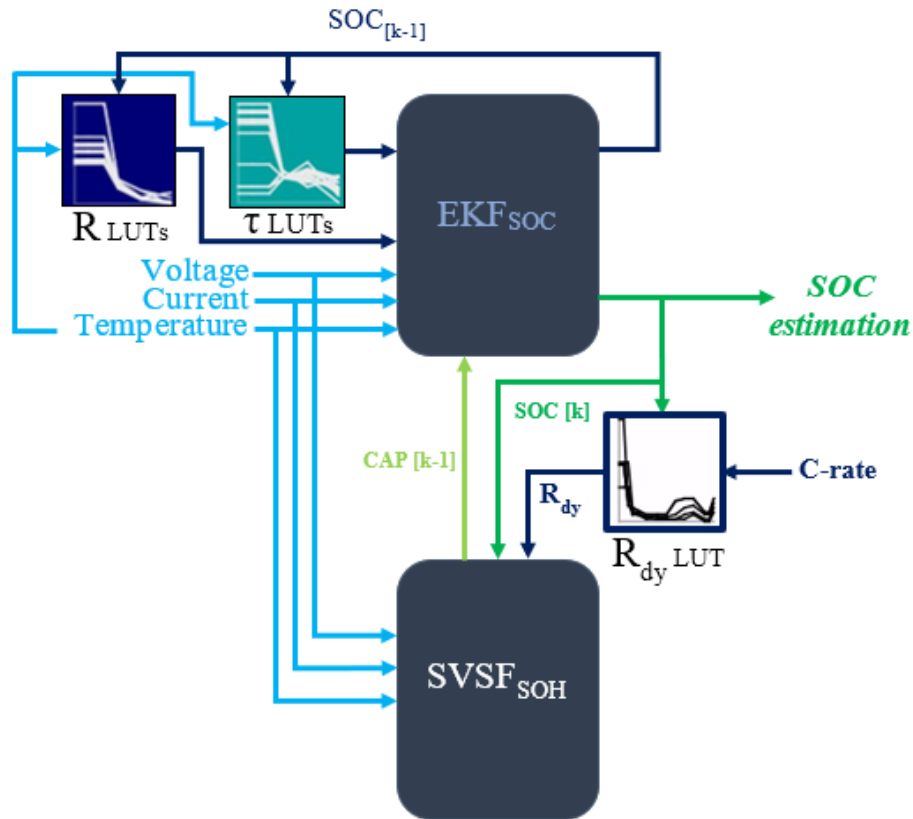 SOC[k-1]
R LUTs
τ LUTs
EKFSOC
Voltage
Current
Temperature
SOC
estimation
SOC [k]
CAP [k-1]
C-rate
Rdy
Rdy LUT
SVSFSOH